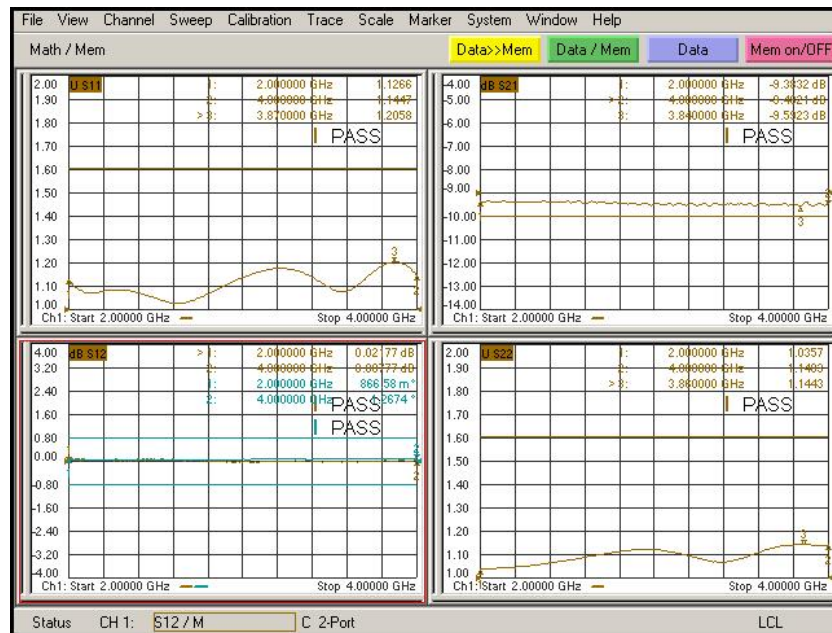 File View Channel Sweep Calibration Trace Scale Marker System Window Help
Math / Mem Data>>Mem Data / Mem Data Mem on/OFF
U S11
1: 2.000000 GHz 1.1266
2: 4.000000 GHz 1.1447
> 3: 3.870000 GHz 1.2058
PASS
2.00
1.90
1.80
1.70
1.60
1.50
1.40
1.30
1.20
1.10
1.00
3
Ch1: Start 2.00000 GHz Stop 4.00000 GHz
dB S21
1: 2.000000 GHz
> 2: 4.000000 GHz
3: 3.840000 GHz -9.5923 dB
PASS
-4.00
-5.00
-6.00
-7.00
-8.00
-9.00
-10.00
-11.00
-12.00
-13.00
-14.00
3
Ch1: Start 2.00000 GHz Stop 4.00000 GHz
dB S12
> 1: 2.000000 GHz 0.02177 dB
2: 4.000000 GHz
1: 2.000000 GHz 866.58 m°
2: 4.000000 GHz
PASS
PASS
4.00
3.20
2.40
1.60
0.80
0.00
-0.80
-1.60
-2.40
-3.20
-4.00
Ch1: Start 2.00000 GHz Stop 4.00000 GHz
U S22
1: 2.000000 GHz 1.0357
2: 4.000000 GHz
> 3: 3.860000 GHz 1.1443
PASS
2.00
1.90
1.80
1.70
1.60
1.50
1.40
1.30
1.20
1.10
1.00
3
Ch1: Start 2.00000 GHz Stop 4.00000 GHz
Status CH 1: S12 / M C 2-Port LCL